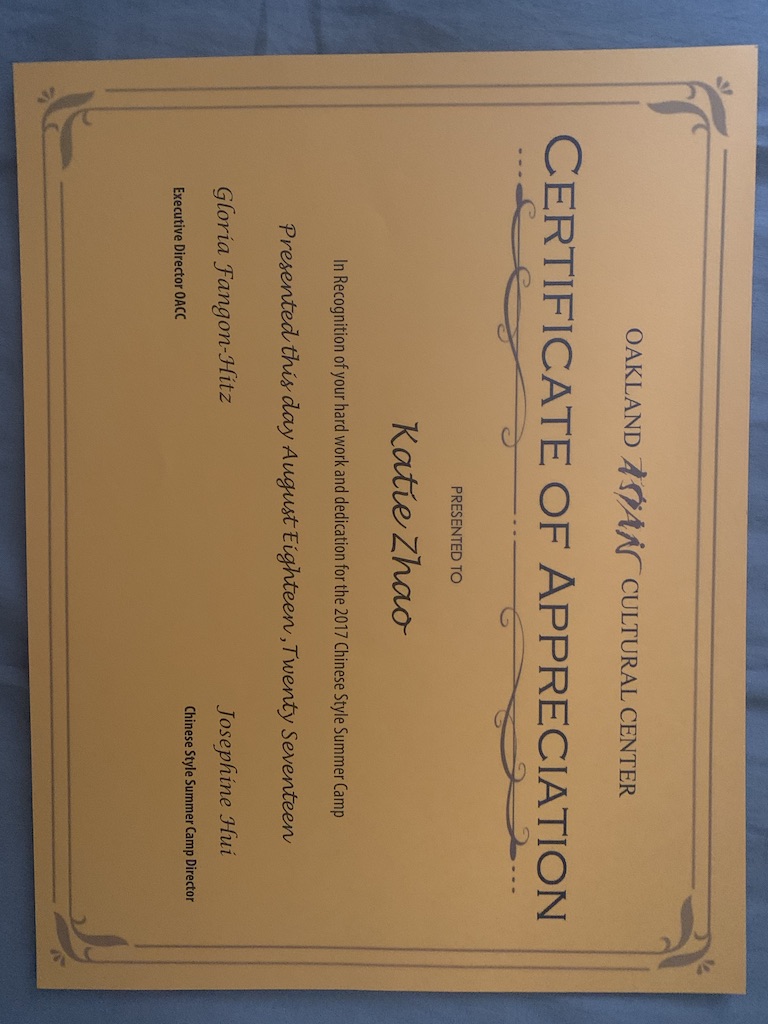 OAKLAND ASIAN CULTURAL CENTER
CERTIFICATE OF APPRECIATION
PRESENTED TO
Katie Zhao
In Recognition of your hard work and dedication for the 2017 Chinese Style Summer Camp
Presented this day August Eighteen, Twenty Seventeen
Gloria Fangon-Hitz
Executive Director OACC
Josephine Hui
Chinese Style Summer Camp Director